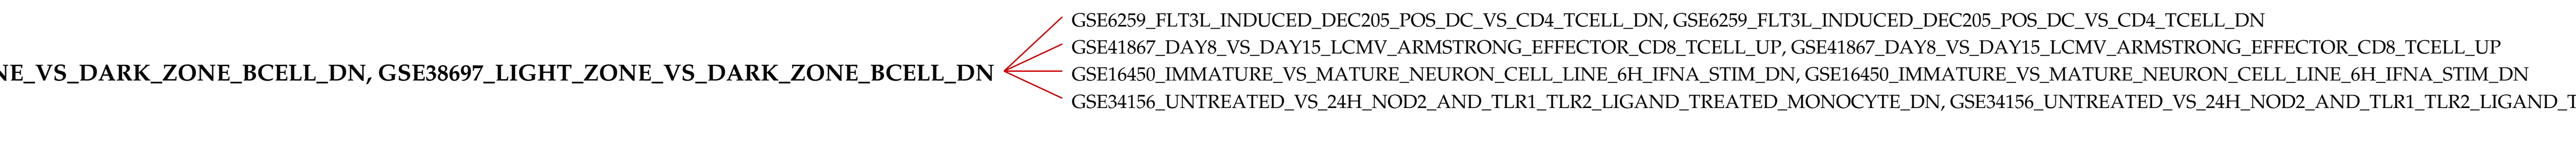 GSE6259_FLT3L_INDUCED_DEC205_POS_DC_VS_CD4_TCELL_DN, GSE6259_FLT3L_INDUCED_DEC205_POS_DC_VS_CD4_TCELL_DN
GSE41867_DAY8_VS_DAY15_LCMV_ARMSTRONG_EFFECTOR_CD8_TCELL_UP, GSE41867_DAY8_VS_DAY15_LCMV_ARMSTRONG_EFFECTOR_CD8_TCELL_UP
NE_VS_DARK_ZONE_BCELL_DN, GSE38697_LIGHT_ZONE_VS_DARK_ZONE_BCELL_DN
GSE16450_IMMATURE_VS_MATURE_NEURON_CELL_LINE_6H_IFNA_STIM_DN, GSE16450_IMMATURE_VS_MATURE_NEURON_CELL_LINE_6H_IFNA_STIM_DN
GSE34156_UNTREATED_VS_24H_NOD2_AND_TLR1_TLR2_LIGAND_TREATED_MONOCYTE_DN, GSE34156_UNTREATED_VS_24H_NOD2_AND_TLR1_TLR2_LIGAND_T